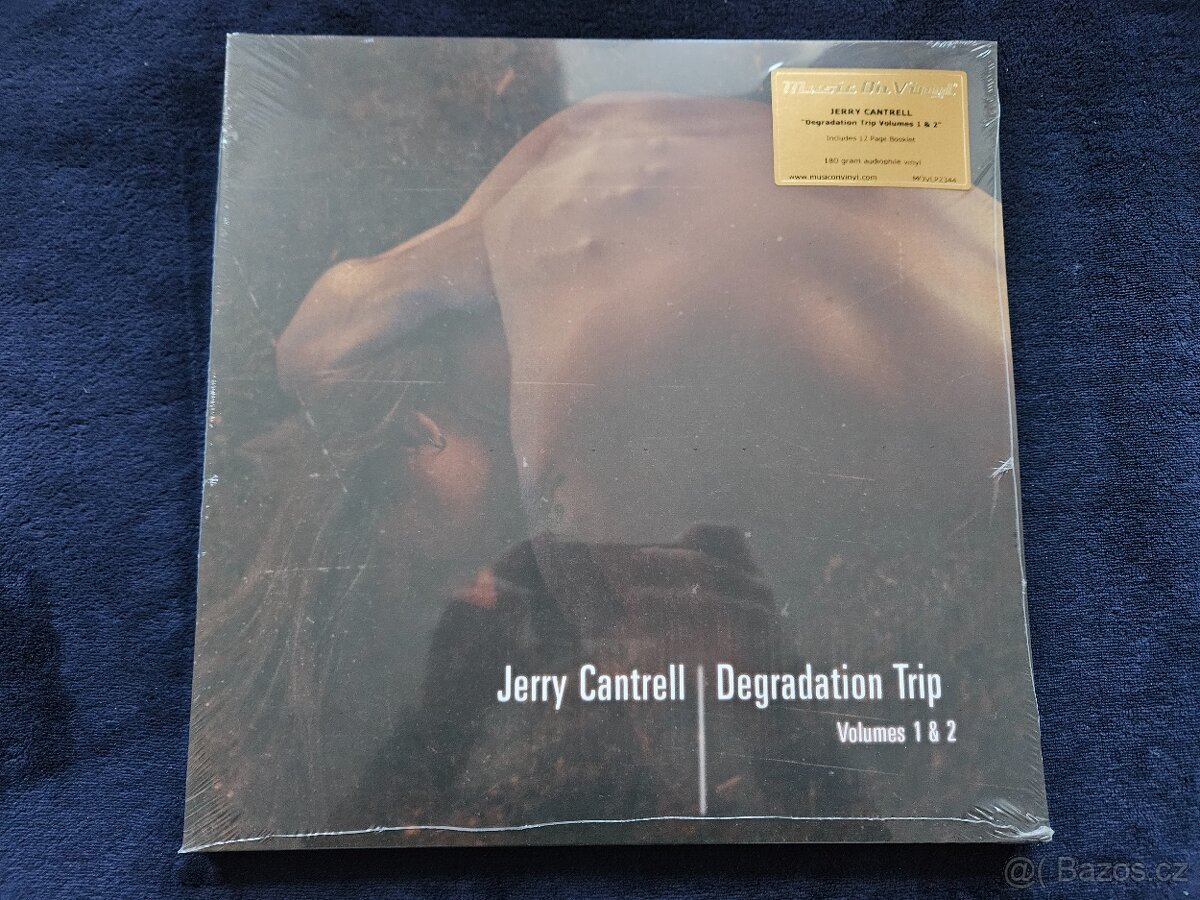 Music On Vinyl
JERRY CANTRELL
"Degradation Trip Volumes 1 & 2"
Includes 12 Page Booklet
180 gram audiophile vinyl
www.musiconvinyl.com MOVLP2344
Jerry Cantrell | Degradation Trip
Volumes 1 & 2
@( Bazos.cz